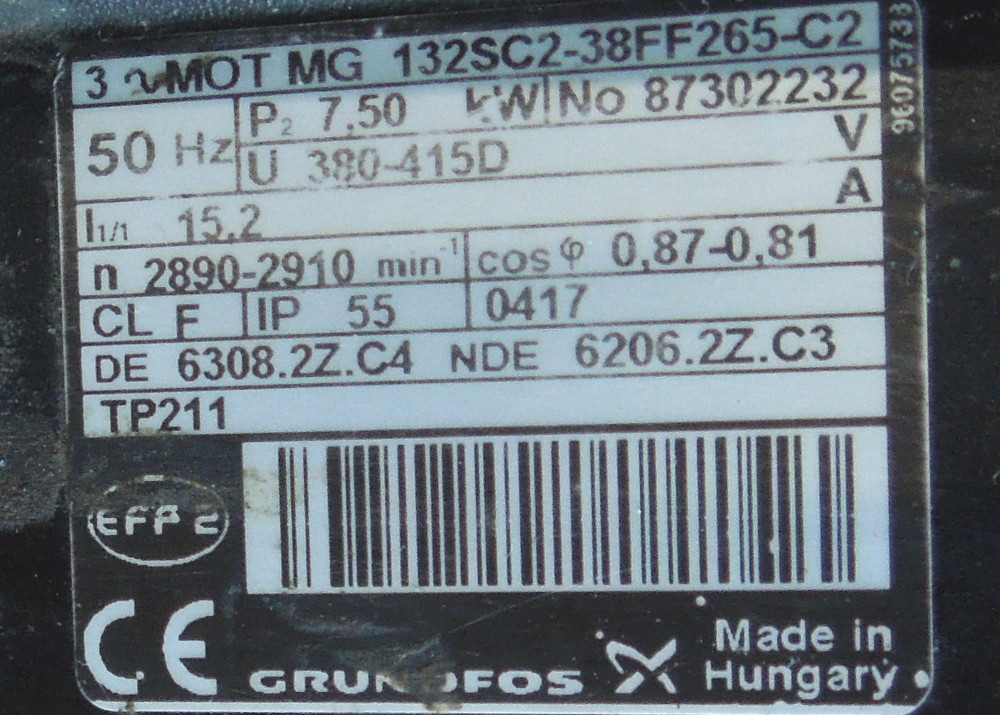 3 ~ MOT MG 132SC2-38FF265-C2
50 Hz
P2 7,50 kW No 87302232
U 380-415D V
I1/1 15,2 A
n 2890-2910 min-1 cos φ 0,87-0,81
CL F IP 55 0417
DE 6308.2Z.C4 NDE 6206.2Z.C3
TP211
EFF 2
CE GRUNDFOS
Made in
Hungary